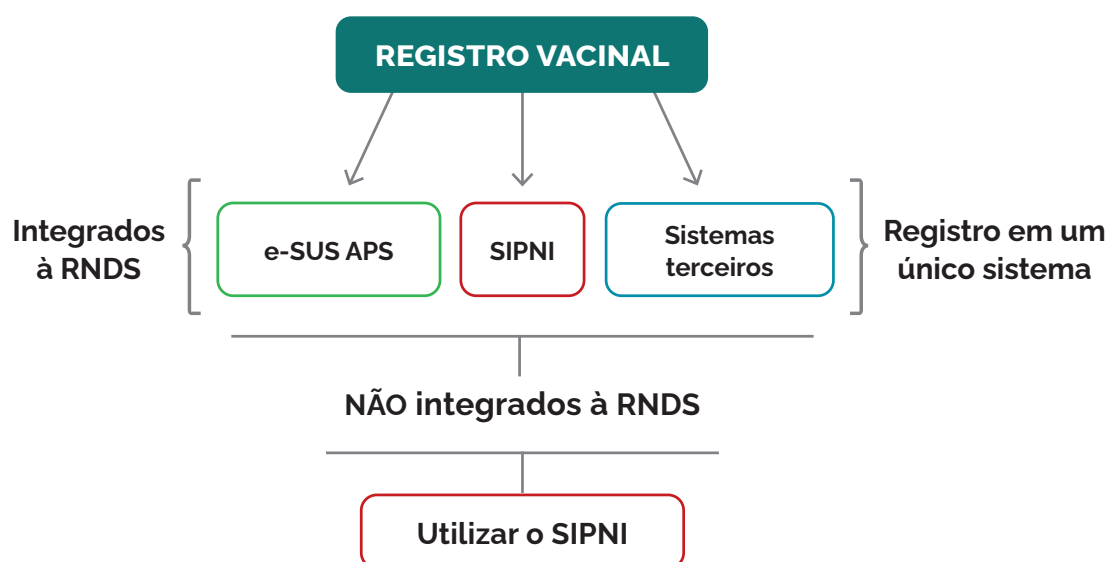 REGISTRO VACINAL
Integrados
à RNDS
e-SUS APS
SIPNI
Sistemas
terceiros
Registro em um
único sistema
NÃO integrados à RNDS
Utilizar o SIPNI